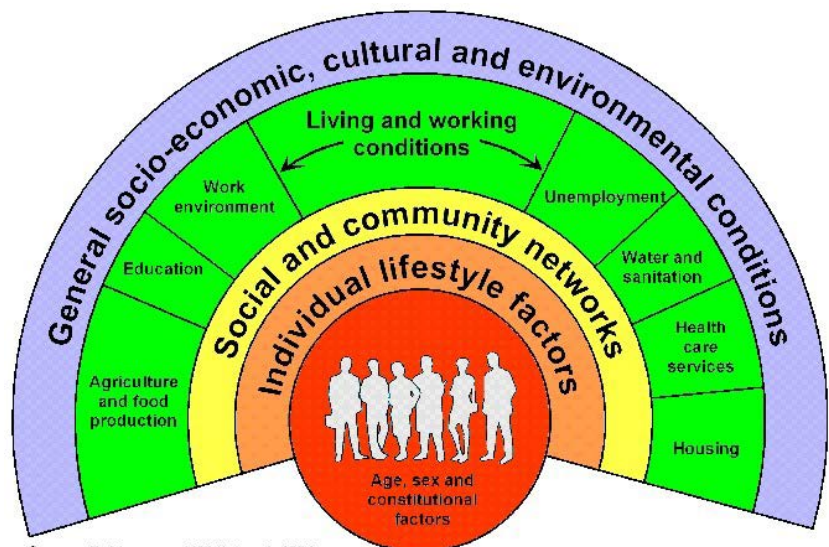 General socio-economic, cultural and environmental conditions
Living and working
conditions
Work
environment
Education
Agriculture
and food
production
Unemployment
Water and
sanitation
Health
care
services
Housing
Social and community networks
Individual lifestyle factors
Age, sex and
constitutional
factors